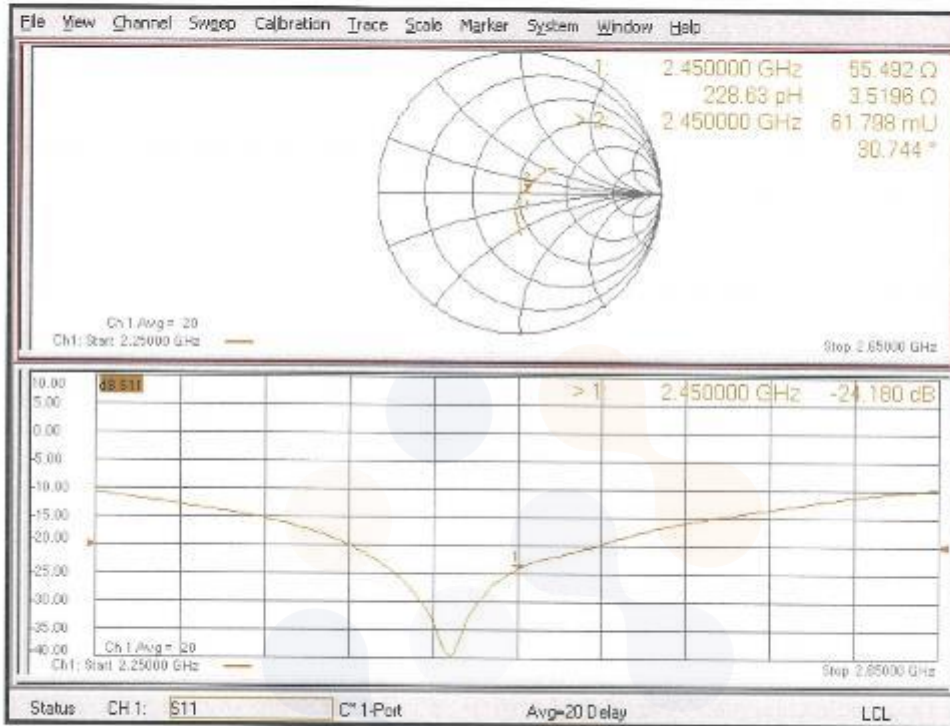 File View Channel Sweep Calibration Trace Scale Marker System Window Help
1: 2.450000 GHz 55.492 Ω
228.63 pH 3.5196 Ω
> 2: 2.450000 GHz 61.798 mU
30.744 °
2
Ch 1 Avg = 20
Ch1: Start 2.25000 GHz
Stop 2.65000 GHz
10.00 dB S11
> 1: 2.450000 GHz -24.180 dB
5.00
0.00
-5.00
-10.00
-15.00
-20.00
1
-25.00
-30.00
-35.00
-40.00
Ch 1 Avg = 20
Ch1: Start 2.25000 GHz
Stop 2.65000 GHz
Status CH 1: S11 C* 1-Port Avg=20 Delay LCL